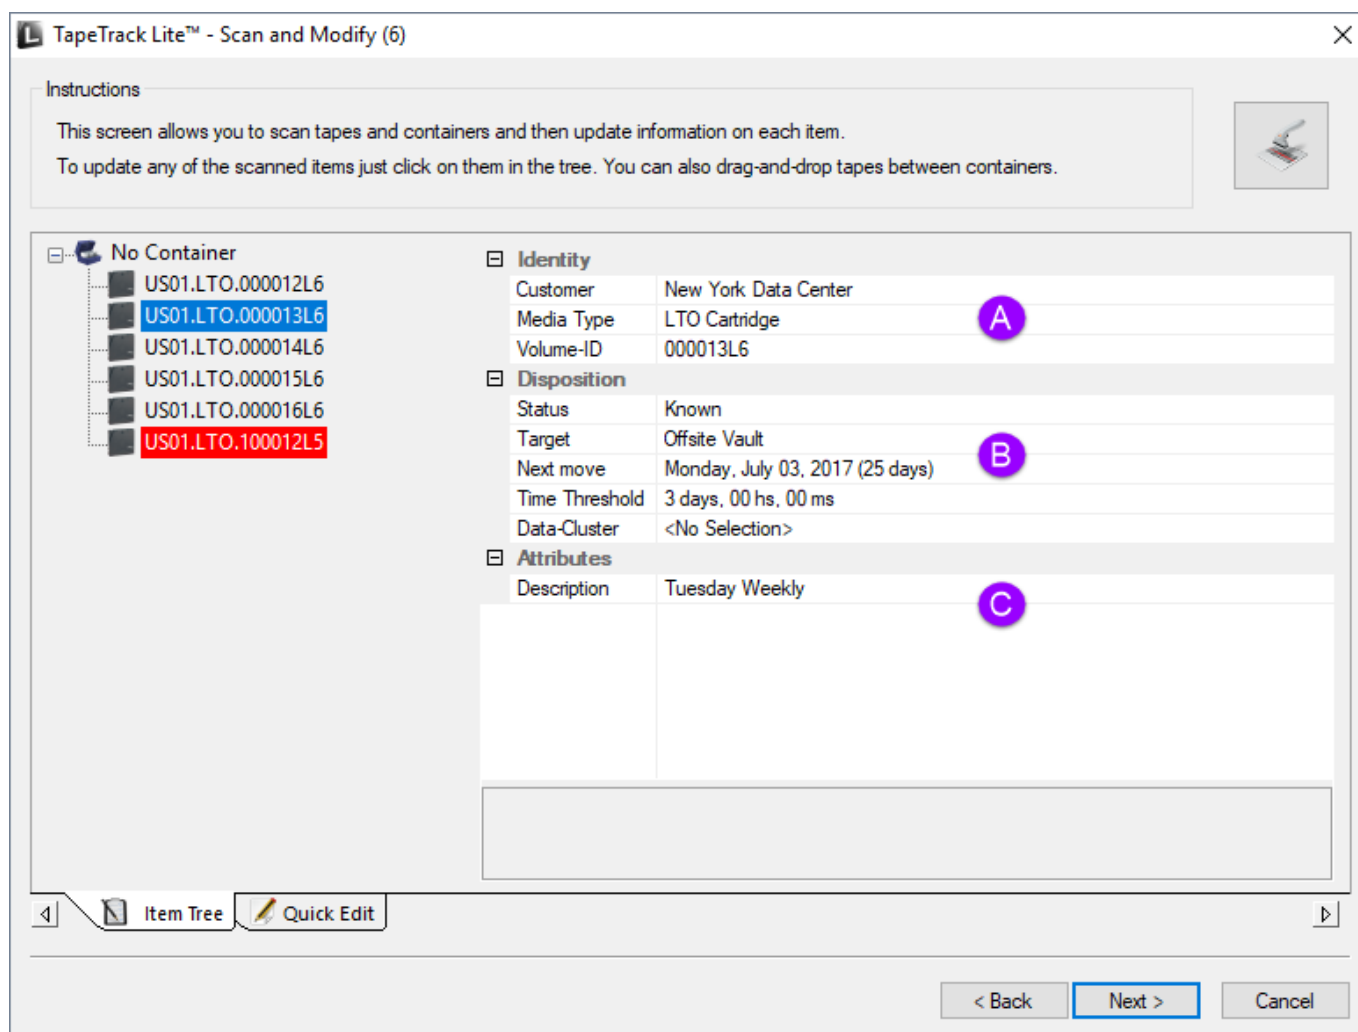 TapeTrack Lite™ - Scan and Modify (6)
Instructions
This screen allows you to scan tapes and containers and then update information on each item.
To update any of the scanned items just click on them in the tree. You can also drag-and-drop tapes between containers.
No Container
US01.LTO.000012L6
US01.LTO.000013L6
US01.LTO.000014L6
US01.LTO.000015L6
US01.LTO.000016L6
US01.LTO.100012L5
Identity
Customer New York Data Center
Media Type LTO Cartridge
A
Volume-ID 000013L6
Disposition
Status Known
Target Offsite Vault
B
Next move Monday, July 03, 2017 (25 days)
Time Threshold 3 days, 00 hs, 00 ms
Data-Cluster <No Selection>
Attributes
Description Tuesday Weekly
C
Item Tree
Quick Edit
< Back
Next >
Cancel